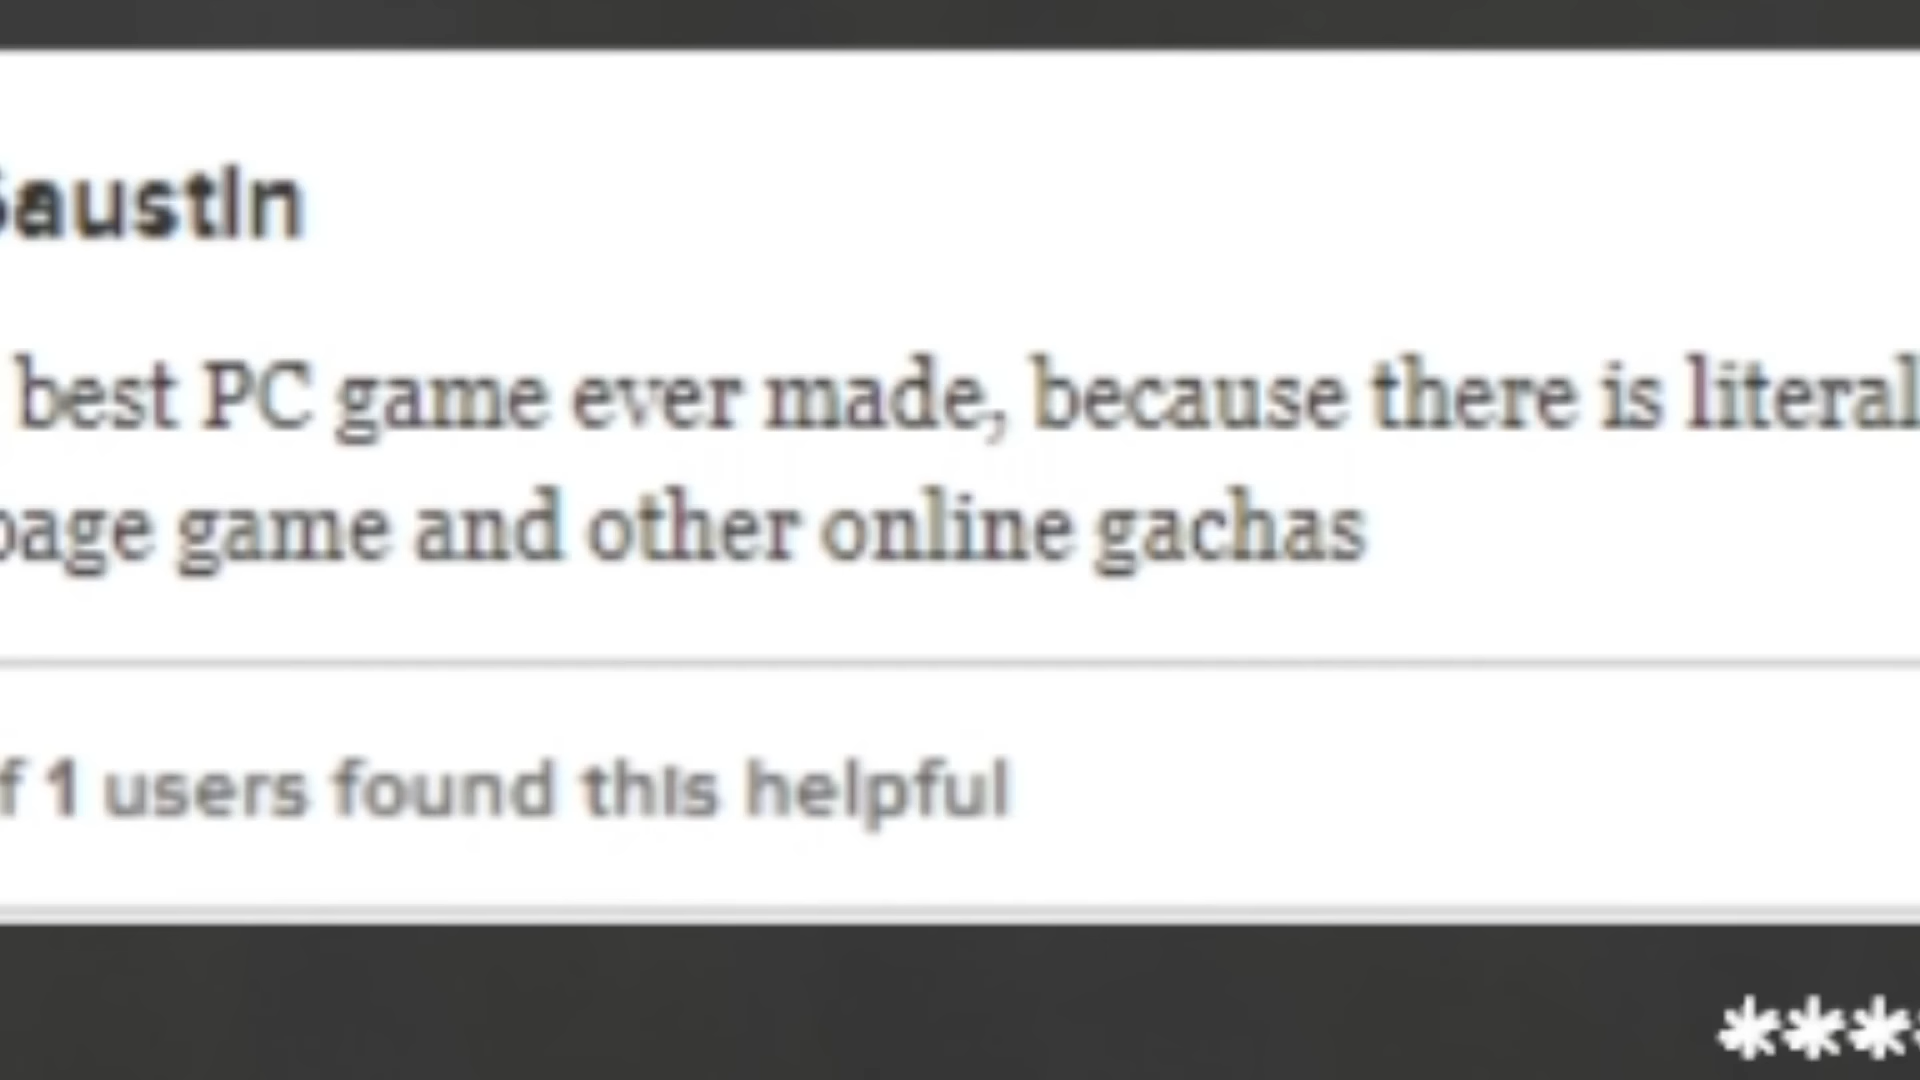 austin
best PC game ever made, because there is literal
page game and other online gachas
f 1 users found this helpful
***